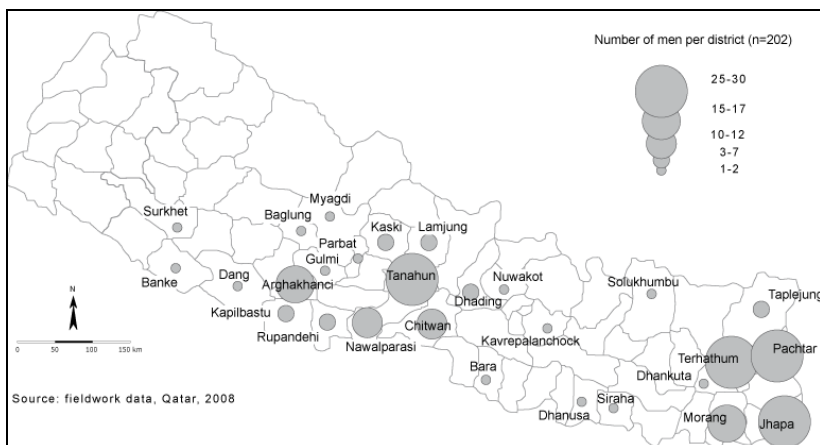 Number of men per district (n=202)
25-30
15-17
10-12
3-7
1-2
Myagdi
Surkhet
Baglung
Kaski
Lamjung
Parbat
Gulmi
Banke
Dang
Arghakhanci
Tanahun
Nuwakot
Solukhumbu
Dhading
Taplejung
Kapilbastu
Rupandehi
Nawalparasi
Chitwan
Kavrepalanchock
Terhathum
Pachtar
Bara
Dhankuta
Dhanusa
Siraha
Morang
Jhapa
N
0 50 100 150 km
Source: fieldwork data, Qatar, 2008